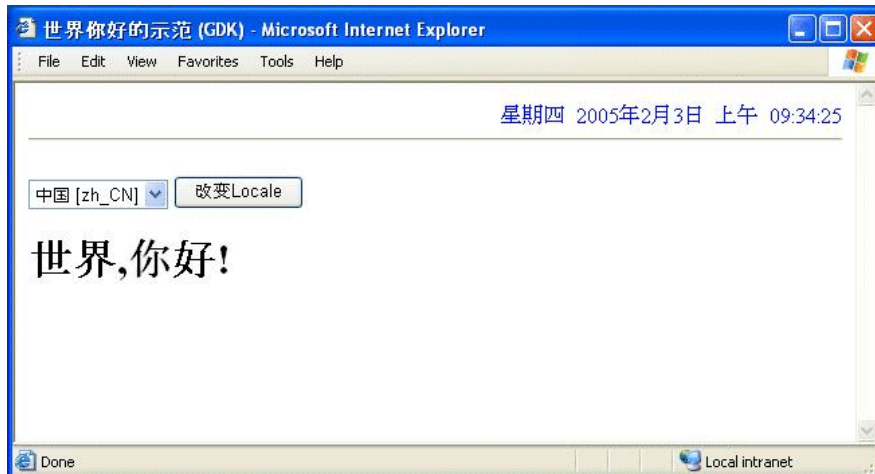 世界你好的示范 (GDK) - Microsoft Internet Explorer
File Edit View Favorites Tools Help
星期四 2005年2月3日 上午 09:34:25
中国 [zh_CN] 改变Locale
世界,你好!
Done Local intranet